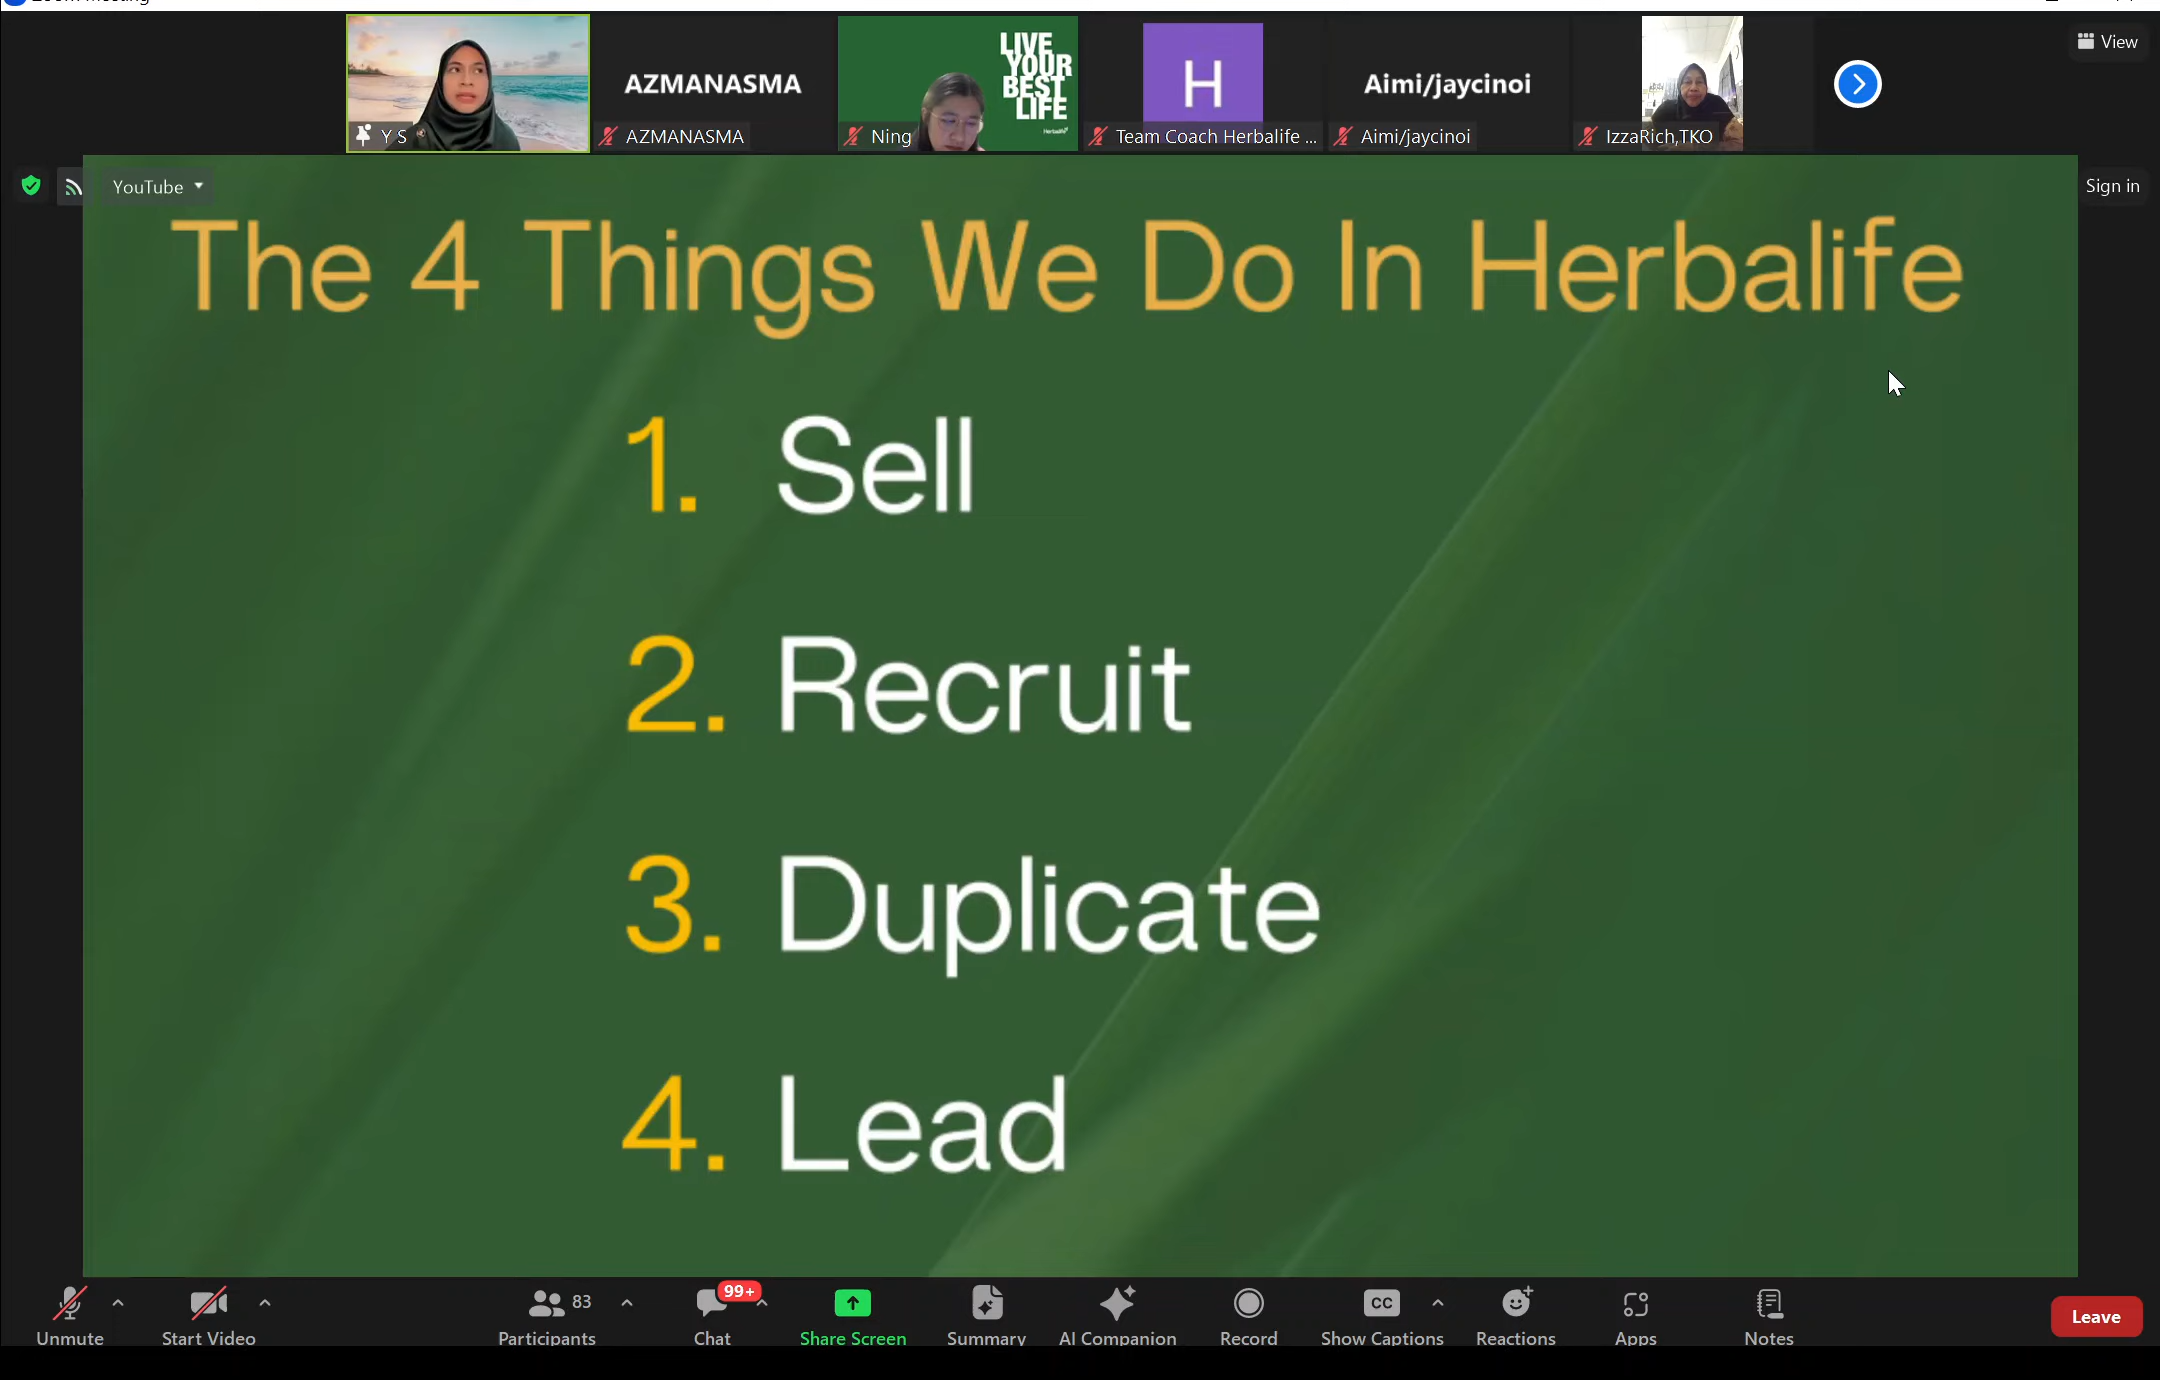 View
LIVE
YOUR
BEST
LIFE
AZMANASMA
H
Aimi/jaycinoi
Y S
AZMANASMA
Ning
Team Coach Herbalife ...
Aimi/jaycinoi
IzzaRich,TKO
YouTube
Sign in
The 4 Things We Do In Herbalife
1. Sell
2. Recruit
3. Duplicate
4. Lead
83
99+
CC
Unmute
Start Video
Participants
Chat
Share Screen
Summary
AI Companion
Record
Show Captions
Reactions
Apps
Notes
Leave